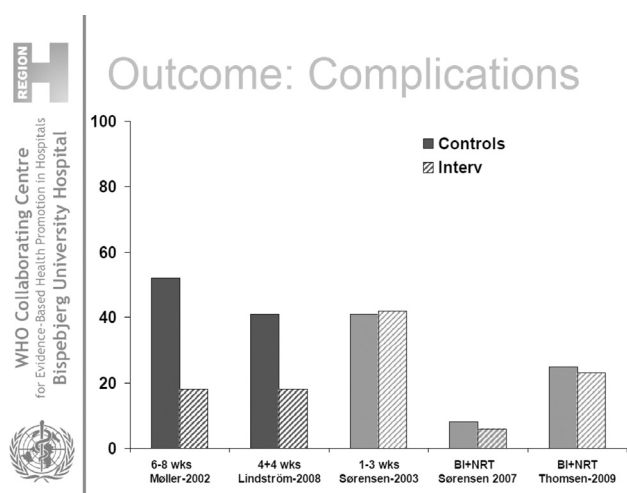 REGION
WHO Collaborating Centre
for Evidence-Based Health Promotion in Hospitals
Bispebjerg University Hospital
Outcome: Complications
100
80
60
40
20
0
Controls
Interv
6-8 wks
Møller-2002
4+4 wks
Lindström-2008
1-3 wks
Sørensen-2003
BI+NRT
Sørensen 2007
BI+NRT
Thomsen-2009